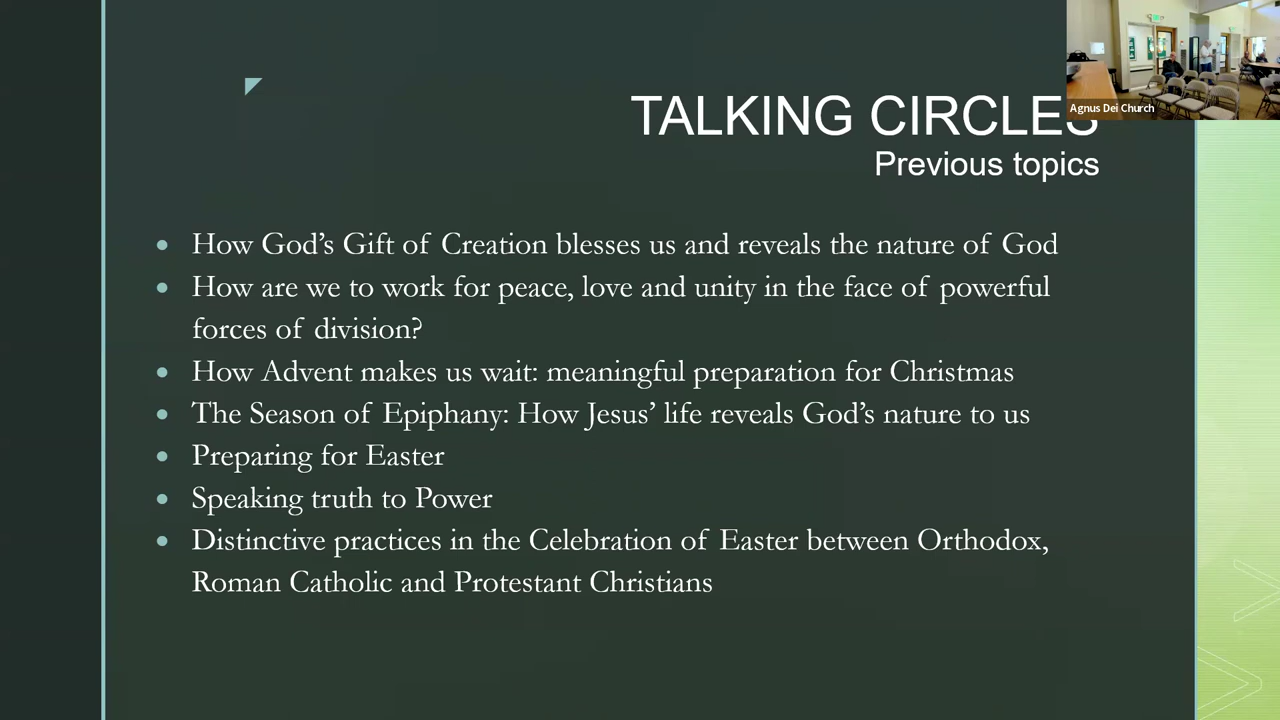 TALKING CIRCLES
Previous topics
Agnus Dei Church
• How God’s Gift of Creation blesses us and reveals the nature of God
• How are we to work for peace, love and unity in the face of powerful
forces of division?
• How Advent makes us wait: meaningful preparation for Christmas
• The Season of Epiphany: How Jesus’ life reveals God’s nature to us
• Preparing for Easter
• Speaking truth to Power
• Distinctive practices in the Celebration of Easter between Orthodox,
Roman Catholic and Protestant Christians